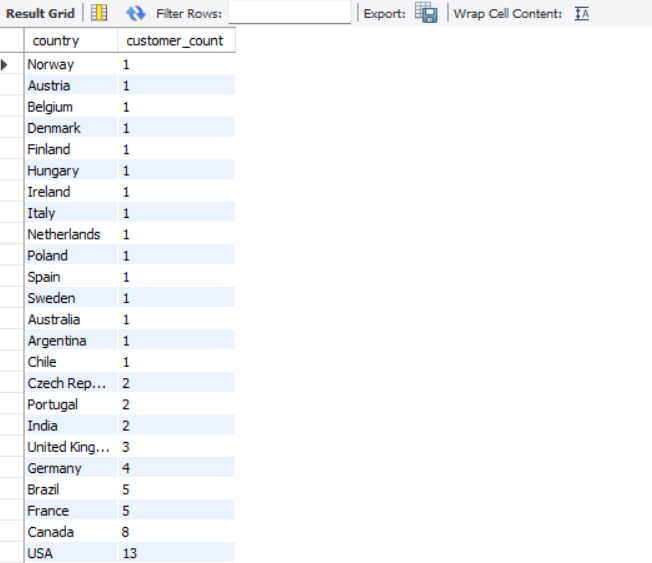 Result Grid Filter Rows: Export: Wrap Cell Content: IA
country customer_count
Norway 1
Austria 1
Belgium 1
Denmark 1
Finland 1
Hungary 1
Ireland 1
Italy 1
Netherlands 1
Poland 1
Spain 1
Sweden 1
Australia 1
Argentina 1
Chile 1
Czech Rep... 2
Portugal 2
India 2
United King... 3
Germany 4
Brazil 5
France 5
Canada 8
USA 13